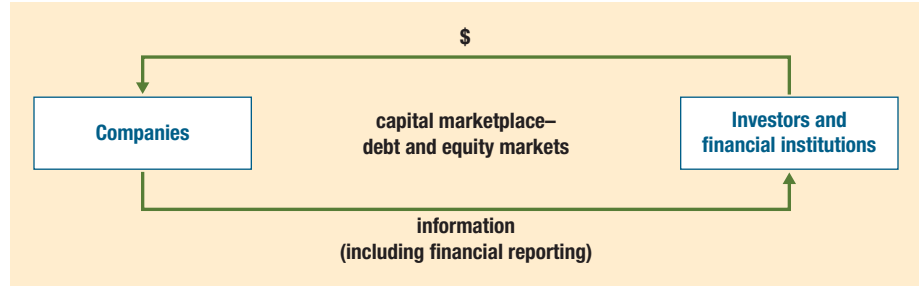 $
Companies
capital marketplace–
debt and equity markets
Investors and
financial institutions
information
(including financial reporting)